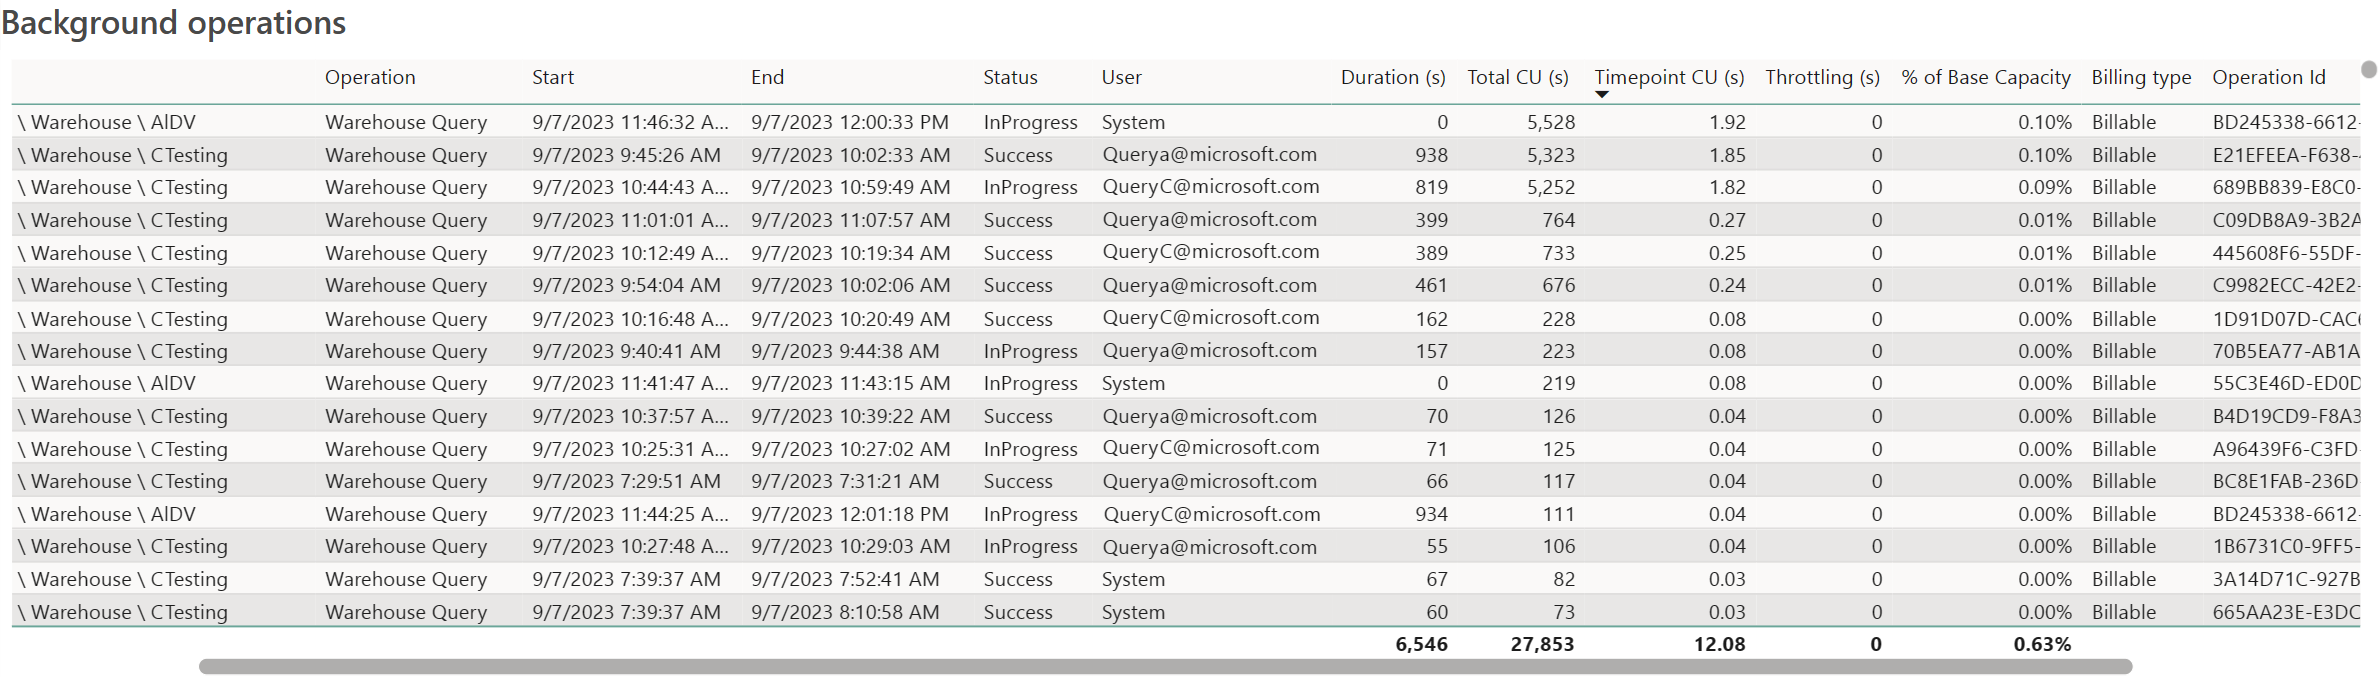 Background operations
Operation Start End Status User Duration (s) Total CU (s) Timepoint CU (s) Throttling (s) % of Base Capacity Billing type Operation Id
\ Warehouse \ AlDV Warehouse Query 9/7/2023 11:46:32 A... 9/7/2023 12:00:33 PM InProgress System 0 5,528 1.92 0 0.10% Billable BD245338-6612-
\ Warehouse \ CTesting Warehouse Query 9/7/2023 9:45:26 AM 9/7/2023 10:02:33 AM Success Querya@microsoft.com 938 5,323 1.85 0 0.10% Billable E21EFEEA-F638-
\ Warehouse \ CTesting Warehouse Query 9/7/2023 10:44:43 A... 9/7/2023 10:59:49 AM InProgress QueryC@microsoft.com 819 5,252 1.82 0 0.09% Billable 689BB839-E8C0-
\ Warehouse \ CTesting Warehouse Query 9/7/2023 11:01:01 A... 9/7/2023 11:07:57 AM Success Querya@microsoft.com 399 764 0.27 0 0.01% Billable C09DB8A9-3B2A
\ Warehouse \ CTesting Warehouse Query 9/7/2023 10:12:49 A... 9/7/2023 10:19:34 AM Success QueryC@microsoft.com 389 733 0.25 0 0.01% Billable 445608F6-55DF-
\ Warehouse \ CTesting Warehouse Query 9/7/2023 9:54:04 AM 9/7/2023 10:02:06 AM Success Querya@microsoft.com 461 676 0.24 0 0.01% Billable C9982ECC-42E2-
\ Warehouse \ CTesting Warehouse Query 9/7/2023 10:16:48 A... 9/7/2023 10:20:49 AM Success QueryC@microsoft.com 162 228 0.08 0 0.00% Billable 1D91D07D-CAC6
\ Warehouse \ CTesting Warehouse Query 9/7/2023 9:40:41 AM 9/7/2023 9:44:38 AM InProgress Querya@microsoft.com 157 223 0.08 0 0.00% Billable 70B5EA77-AB1A
\ Warehouse \ AlDV Warehouse Query 9/7/2023 11:41:47 A... 9/7/2023 11:43:15 AM InProgress System 0 219 0.08 0 0.00% Billable 55C3E46D-ED0D
\ Warehouse \ CTesting Warehouse Query 9/7/2023 10:37:57 A... 9/7/2023 10:39:22 AM Success Querya@microsoft.com 70 126 0.04 0 0.00% Billable B4D19CD9-F8A3
\ Warehouse \ CTesting Warehouse Query 9/7/2023 10:25:31 A... 9/7/2023 10:27:02 AM InProgress QueryC@microsoft.com 71 125 0.04 0 0.00% Billable A96439F6-C3FD-
\ Warehouse \ CTesting Warehouse Query 9/7/2023 7:29:51 AM 9/7/2023 7:31:21 AM Success Querya@microsoft.com 66 117 0.04 0 0.00% Billable BC8E1FAB-236D
\ Warehouse \ AlDV Warehouse Query 9/7/2023 11:44:25 A... 9/7/2023 12:01:18 PM InProgress QueryC@microsoft.com 934 111 0.04 0 0.00% Billable BD245338-6612-
\ Warehouse \ CTesting Warehouse Query 9/7/2023 10:27:48 A... 9/7/2023 10:29:03 AM InProgress Querya@microsoft.com 55 106 0.04 0 0.00% Billable 1B6731C0-9FF5-
\ Warehouse \ CTesting Warehouse Query 9/7/2023 7:39:37 AM 9/7/2023 7:52:41 AM Success System 67 82 0.03 0 0.00% Billable 3A14D71C-927B
\ Warehouse \ CTesting Warehouse Query 9/7/2023 7:39:37 AM 9/7/2023 8:10:58 AM Success System 60 73 0.03 0 0.00% Billable 665AA23E-E3DC
6,546 27,853 12.08 0 0.63%